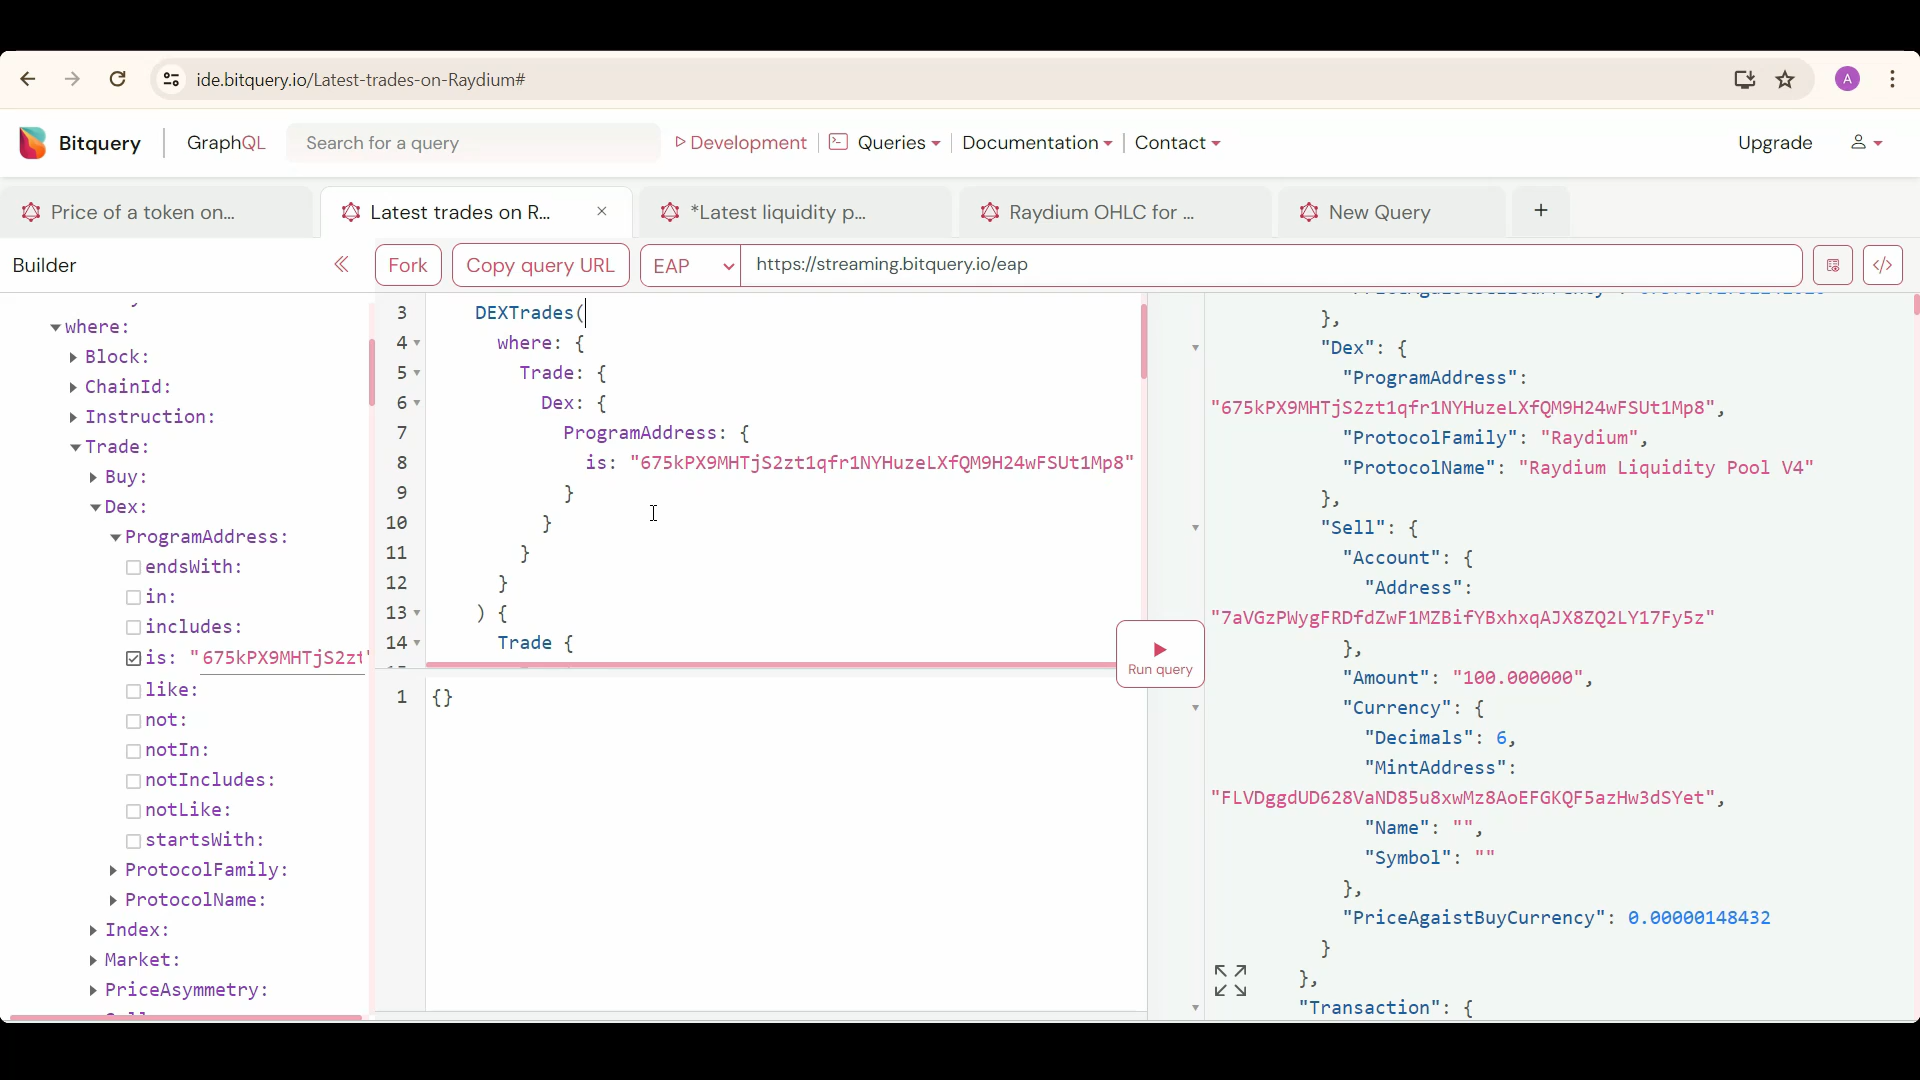 ide.bitquery.io/Latest-trades-on-Raydium#
A
Bitquery
GraphQL
Search for a query
Development
Queries
Documentation
Contact
Upgrade
Price of a token on...
Latest trades on R...
*Latest liquidity p...
Raydium OHLC for ...
New Query
+
Builder
Fork
Copy query URL
EAP
https://streaming.bitquery.io/eap
where:
Block:
ChainId:
Instruction:
Trade:
Buy:
Dex:
ProgramAddress:
endsWith:
in:
includes:
is: "675kPX9MHTjS2zt
like:
not:
notIn:
notIncludes:
notLike:
startsWith:
ProtocolFamily:
ProtocolName:
Index:
Market:
PriceAsymmetry:
3 DEXTrades(
4 where: {
5 Trade: {
6 Dex: {
7 ProgramAddress: {
8 is: "675kPX9MHTjS2zt1qfr1NYHuzeLXfQM9H24wFSUt1Mp8"
9 }
10 }
11 }
12 }
13 ) {
14 Trade {
Run query
1 {}
},
"Dex": {
"ProgramAddress":
"675kPX9MHTjS2zt1qfr1NYHuzeLXfQM9H24wFSUt1Mp8",
"ProtocolFamily": "Raydium",
"ProtocolName": "Raydium Liquidity Pool V4"
},
"Sell": {
"Account": {
"Address":
"7aVGzPWygFRDfdZwF1MZBifYBxhxqAJX8ZQ2LY17Fy5z"
},
"Amount": "100.000000",
"Currency": {
"Decimals": 6,
"MintAddress":
"FLVDggdUD628VaND85u8xwMz8AoEFGKQF5azHw3dSYet",
"Name": "",
"Symbol": ""
},
"PriceAgaistBuyCurrency": 0.00000148432
}
},
"Transaction": {